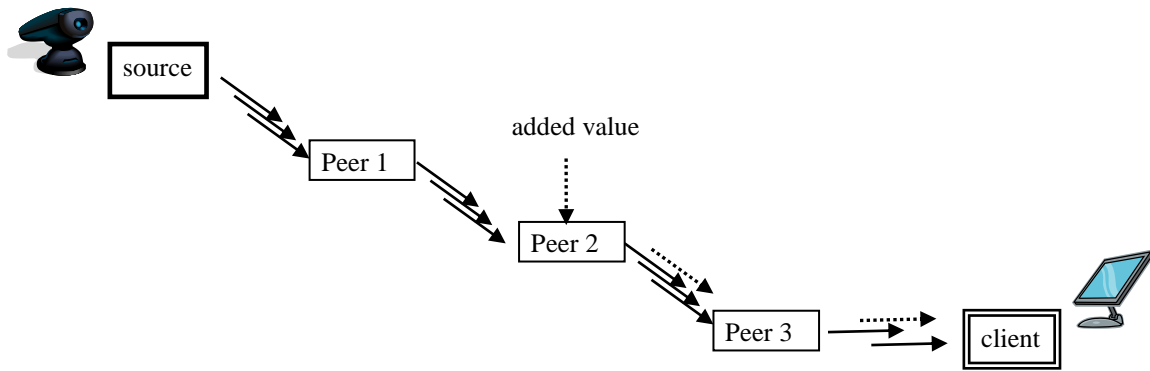 source
added value
Peer 1
Peer 2
Peer 3
client